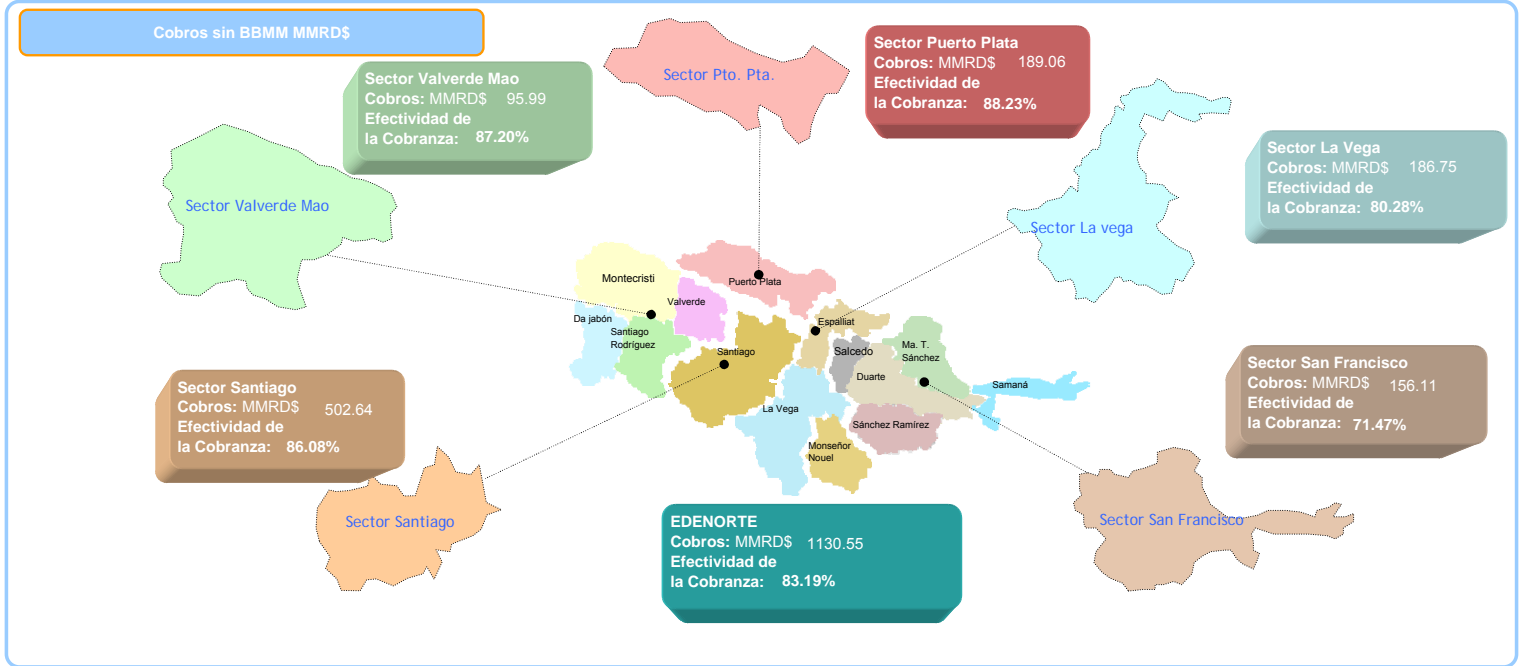 Cobros sin BBMM MMRD$
Sector Valverde Mao
Cobros: MMRD$ 95.99
Efectividad de
la Cobranza: 87.20%
Sector Pto. Pta.
Sector Puerto Plata
Cobros: MMRD$ 189.06
Efectividad de
la Cobranza: 88.23%
Sector La Vega
Cobros: MMRD$ 186.75
Efectividad de
la Cobranza: 80.28%
Sector Valverde Mao
Sector La vega
Montecristi
Puerto Plata
Valverde
Da jabón
Santiago
Rodríguez
Espalliat
Santiago
Salcedo
Ma. T.
Sánchez
Duarte
Samaná
La Vega
Sánchez Ramírez
Monseñor
Nouel
Sector Santiago
Cobros: MMRD$ 502.64
Efectividad de
la Cobranza: 86.08%
Sector San Francisco
Cobros: MMRD$ 156.11
Efectividad de
la Cobranza: 71.47%
Sector Santiago
Sector San Francisco
EDENORTE
Cobros: MMRD$ 1130.55
Efectividad de
la Cobranza: 83.19%